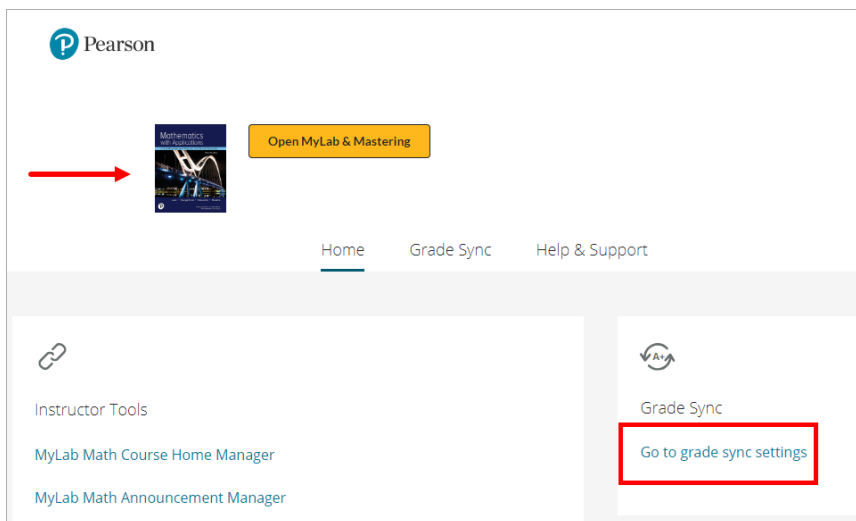 Pearson
Mathematics
with Applications
Open MyLab & Mastering
Home Grade Sync Help & Support
A+
Instructor Tools
Grade Sync
MyLab Math Course Home Manager
Go to grade sync settings
MyLab Math Announcement Manager